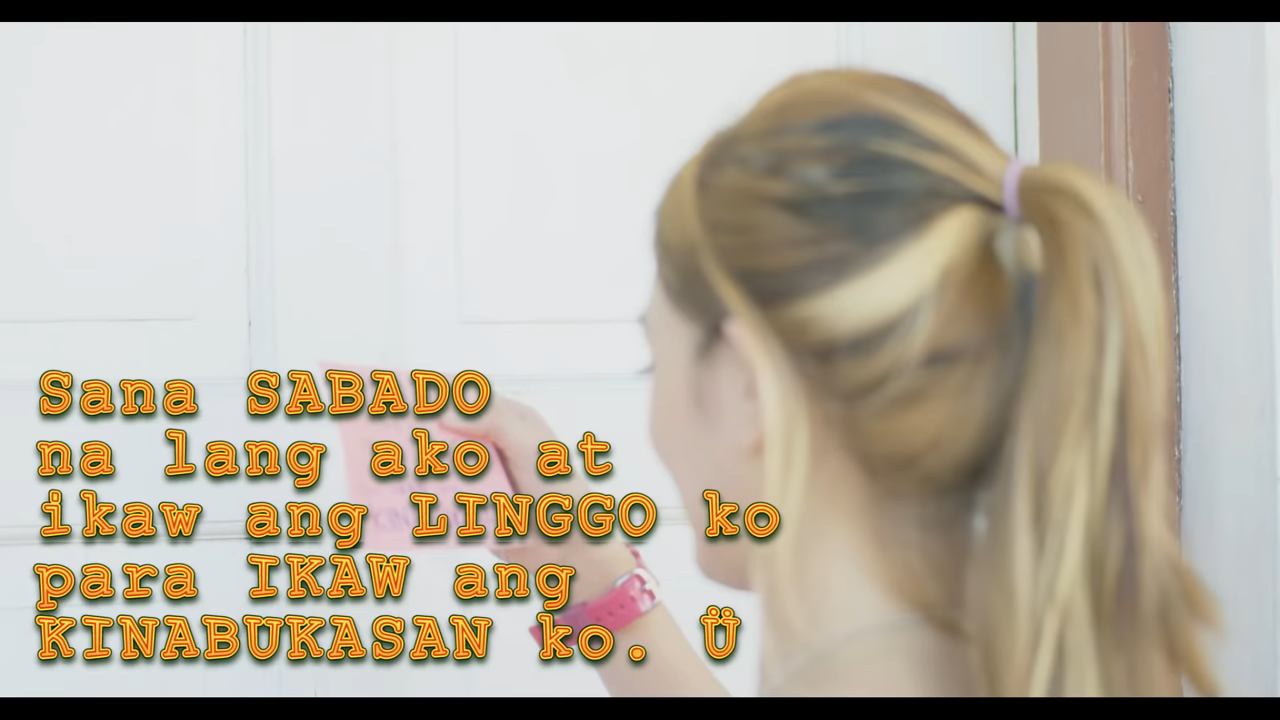 Sana SABADO
na lang ako at
ikaw ang LINGGO ko
para IKAW ang
KINABUKASAN ko. Ü